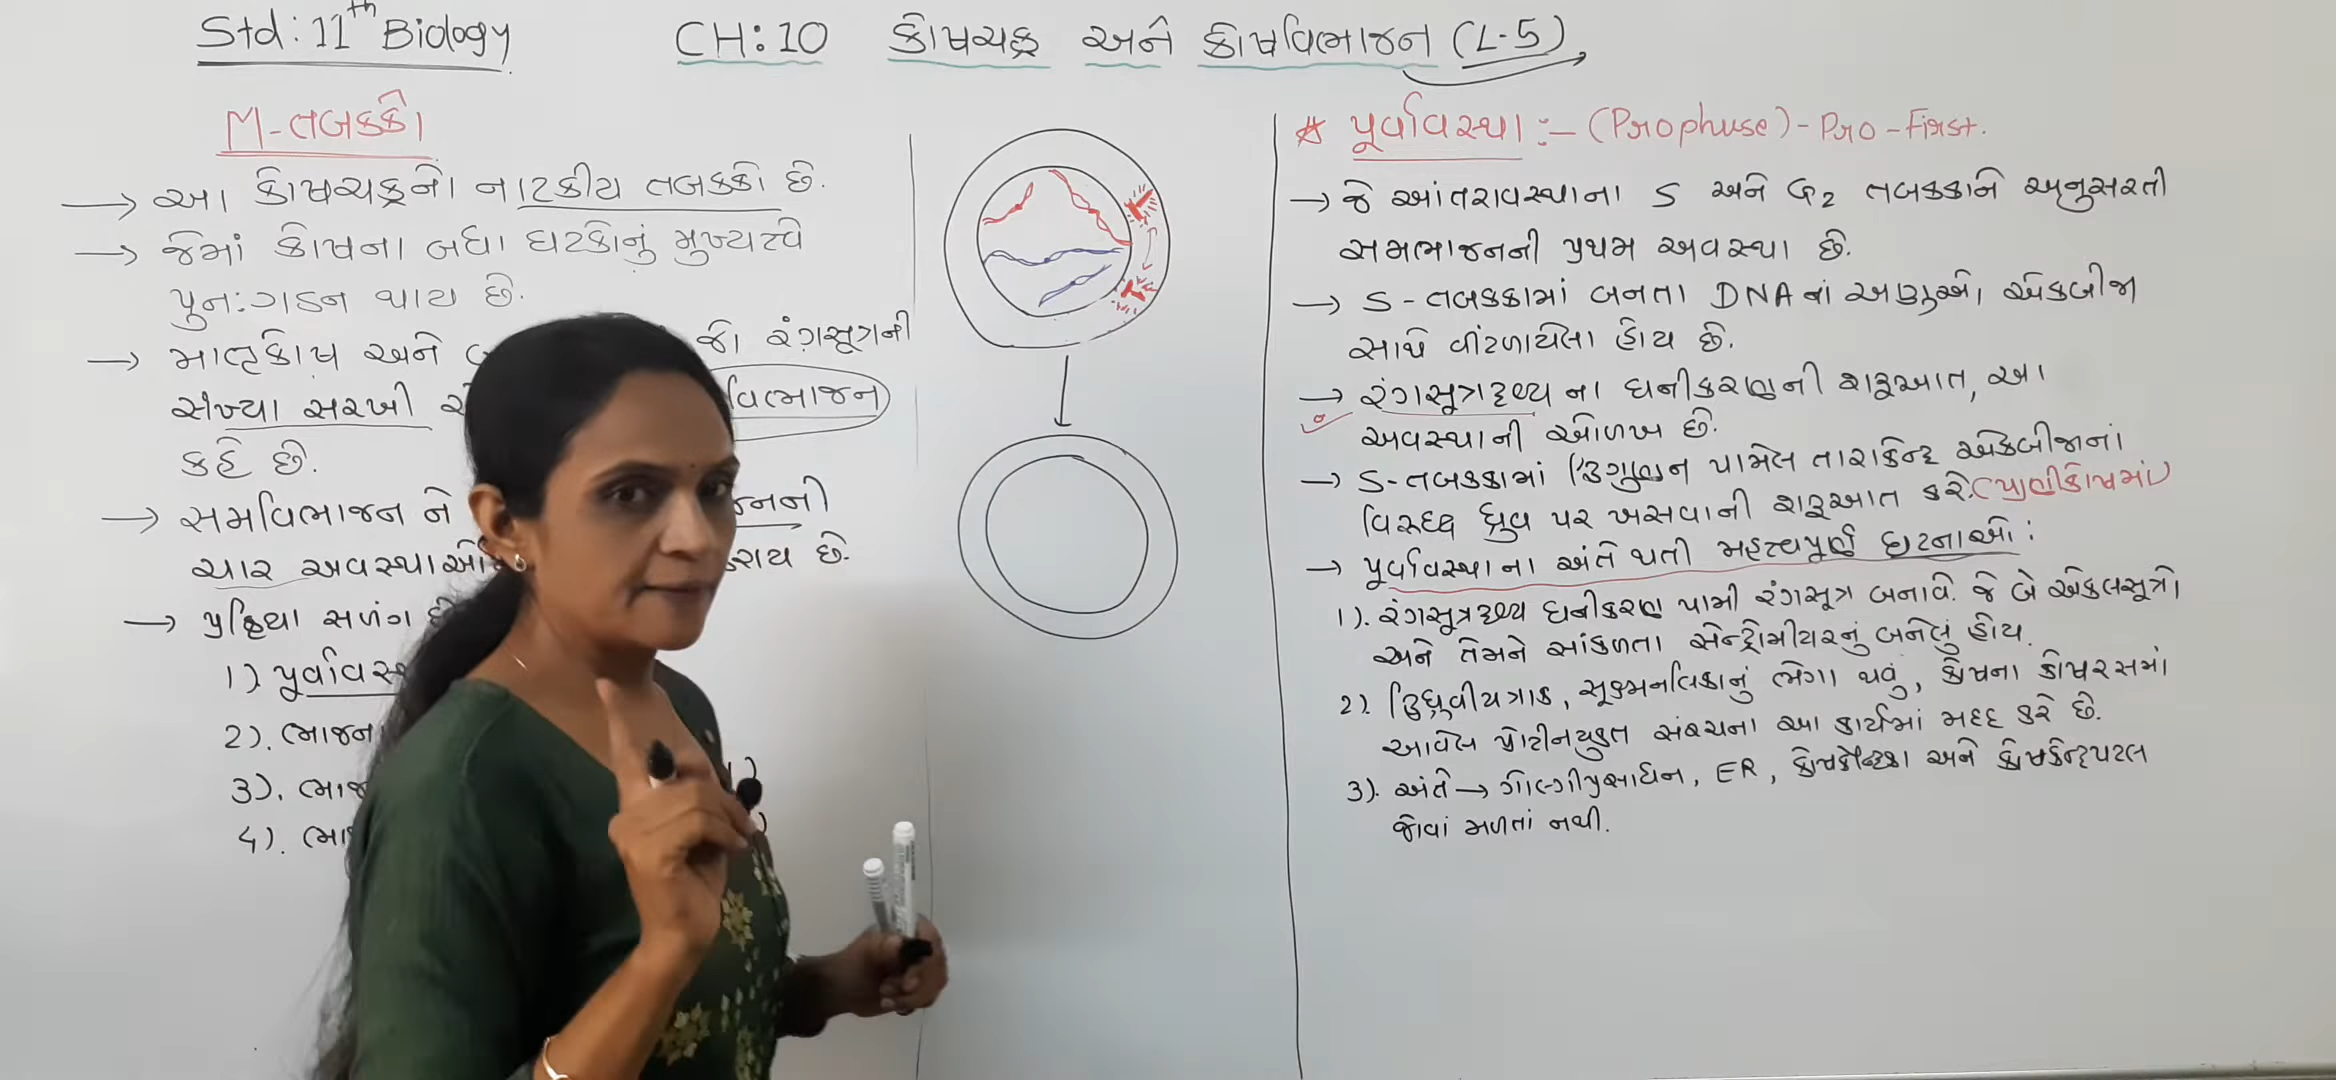 Std: 11th Biology CH: 10 કોષચક્ર અને કોષવિભાજન (L-5)
M-તબક્કો
→ આ કોષચક્રનો નાટકીય તબક્કો છે.
→ જેમાં કોષના બધા ઘટકોનું મુખ્યત્વે
પુન:ગઠન થાય છે.
→ માતૃકોષ અને રંગસૂત્રની
સંખ્યા સરખી વિભાજન
કહે છે.
→ સમવિભાજન ને
ચાર
→ પ્રક્રિયા સળંગ
1).
2).
3).
4).
* પૂર્વાવસ્થા :- (Prophase) - Pro - First.
→ જે આંતરાવસ્થાના S અને G2 તબક્કાને અનુસરતી
સમભાજનની પ્રથમ અવસ્થા છે.
→ S-તબક્કામાં બનતા DNA નાં અણુઓ, એકબીજા
સાથે વીંટળાયેલા હોય છે.
→ રંગસૂત્રદ્રવ્ય ના ઘનીકરણની શરૂઆત, આ
અવસ્થાની ઓળખ છે.
→ S-તબક્કામાં દ્વિગુણન પામેલ તારાકેન્દ્ર એકબીજાનાં
વિરુદ્ધ ધ્રુવ પર ખસવાની શરૂઆત કરે. (પ્રાણીકોષમાં)
→ પૂર્વાવસ્થાના અંતે થતી મહત્ત્વપૂર્ણ ઘટનાઓ :
1). રંગસૂત્રદ્રવ્ય ઘનીકરણ પામી રંગસૂત્ર બનાવે. જે બે એકલસૂત્રો
અને તેમને સાંકળતા સેન્ટ્રોમીયરનું બનેલું હોય.
2). દ્વિધ્રુવીયત્રાક, સૂક્ષ્મનલિકાનું ભેગા થવું, કોષના કોષરસમાં
આવેલ પ્રોટીનયુક્ત સંરચના આ કાર્યમાં મદદ કરે છે.
3). અંતે → ગોલ્ગીપ્રસાધન, ER, કોષકેન્દ્રિકા અને કોષકેન્દ્રપટલ
જોવાં મળતાં નથી.